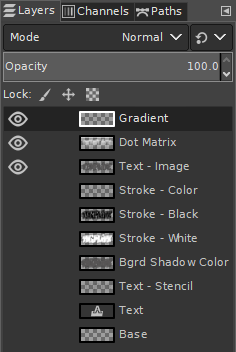 Layers Channels Paths
Mode Normal
Opacity 100.0
Lock:
Gradient
Dot Matrix
Text - Image
Stroke - Color
Stroke - Black
Stroke - White
Bgrd Shadow Color
Text - Stencil
Text
Base